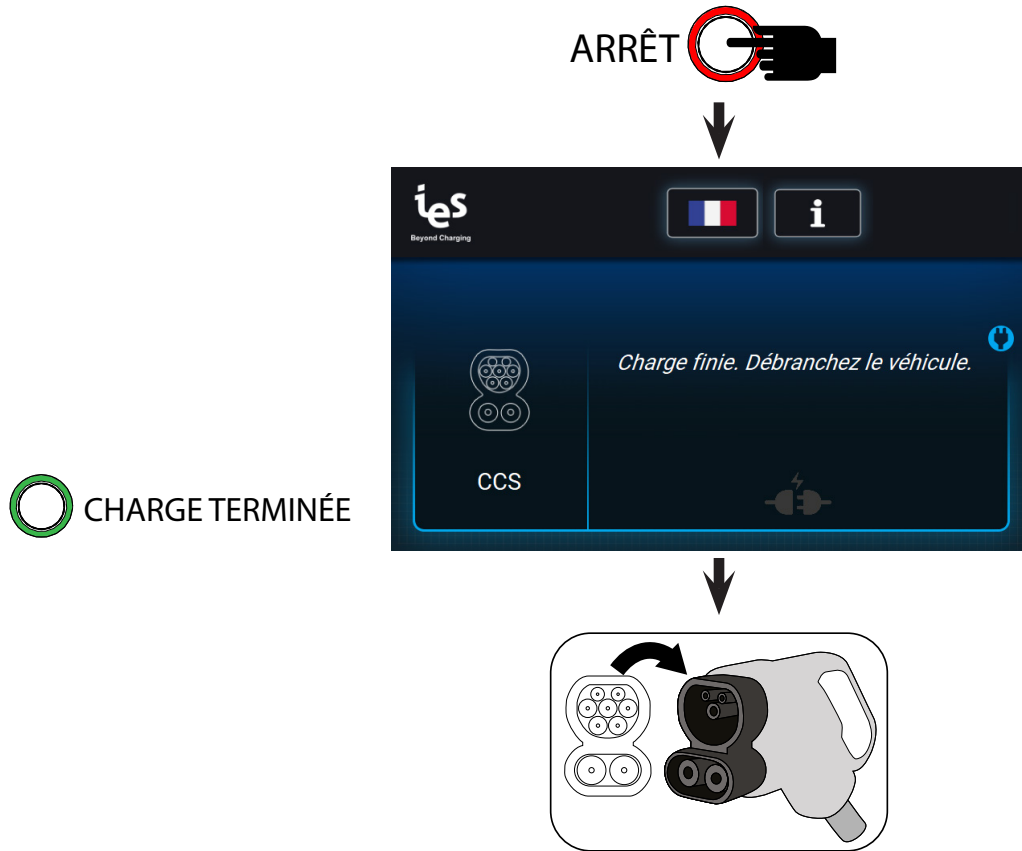 ARRÊT
ies
Beyond Charging
i
Charge finie. Débranchez le véhicule.
CCS
CHARGE TERMINÉE